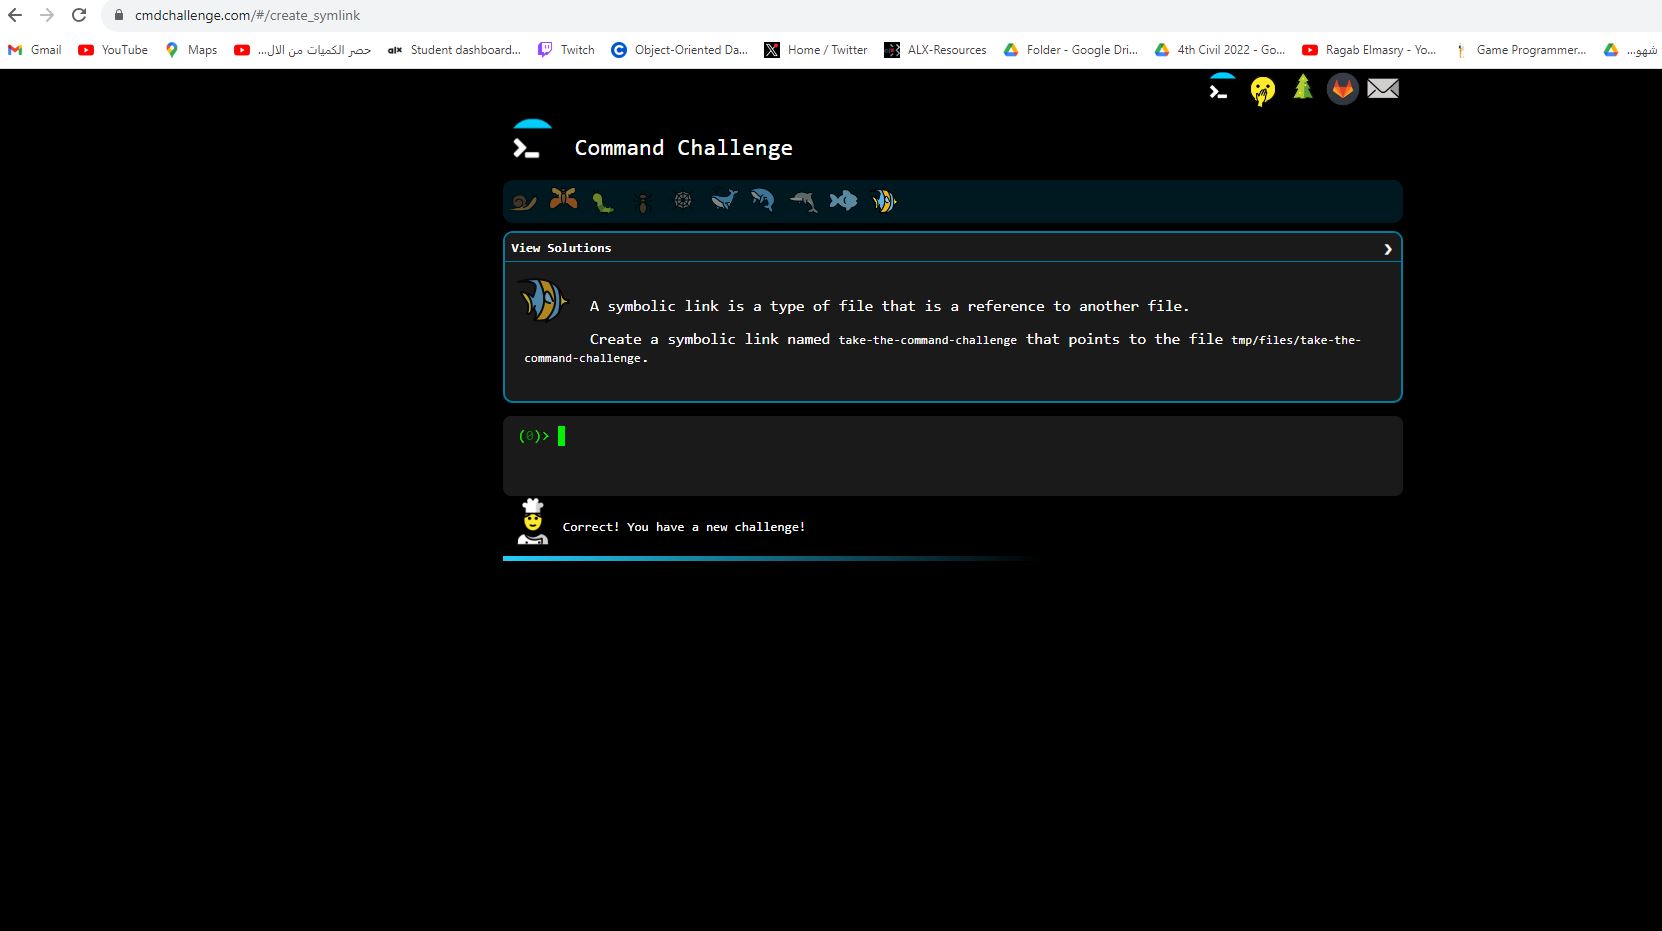 cmdchallenge.com/#/create_symlink
Gmail YouTube Maps حصر الكميات من الال... alx Student dashboard... Twitch Object-Oriented Da... Home / Twitter ALX-Resources Folder - Google Dri... 4th Civil 2022 - Go... Ragab Elmasry - Yo... Game Programmer... شهو...
Command Challenge
View Solutions
A symbolic link is a type of file that is a reference to another file.
Create a symbolic link named take-the-command-challenge that points to the file tmp/files/take-the-
command-challenge.
(0)>
Correct! You have a new challenge!